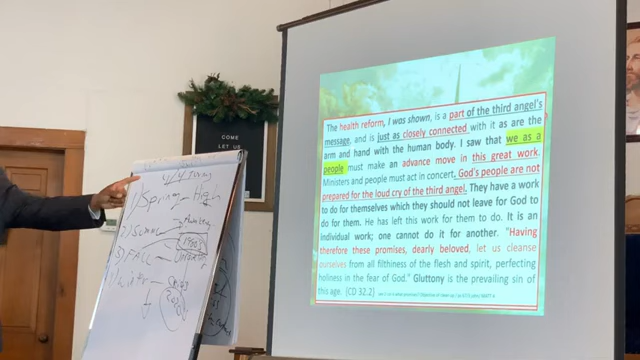 COME
LET US
1) Spring
2)
3) FALL
1980s
The health reform, I was shown, is a part of the third angel's
message, and is just as closely connected with it as are the
arm and hand with the human body. I saw that we as a
people must make an advance move in this great work.
Ministers and people must act in concert. God's people are not
prepared for the loud cry of the third angel. They have a work
to do for themselves which they should not leave for God to
do for them. He has left this work for them to do. It is an
individual work; one cannot do it for another. "Having
therefore these promises, dearly beloved, let us cleanse
ourselves from all filthiness of the flesh and spirit, perfecting
holiness in the fear of God." Gluttony is the prevailing sin of
this age. {CD 32.2}